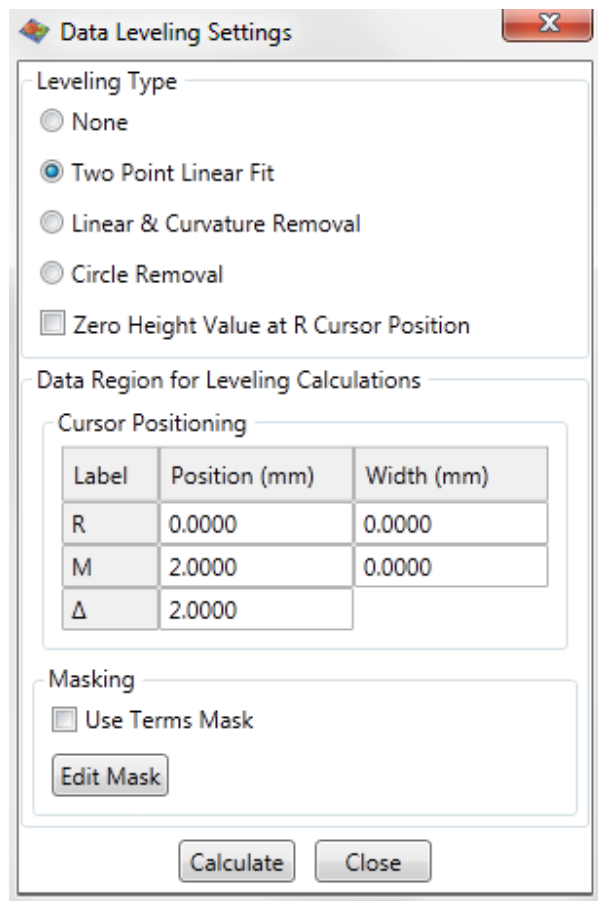 Data Leveling Settings
X
Leveling Type
None
Two Point Linear Fit
Linear & Curvature Removal
Circle Removal
Zero Height Value at R Cursor Position
Data Region for Leveling Calculations
Cursor Positioning
Label Position (mm) Width (mm)
R 0.0000 0.0000
M 2.0000 0.0000
Δ 2.0000
Masking
Use Terms Mask
Edit Mask
Calculate Close